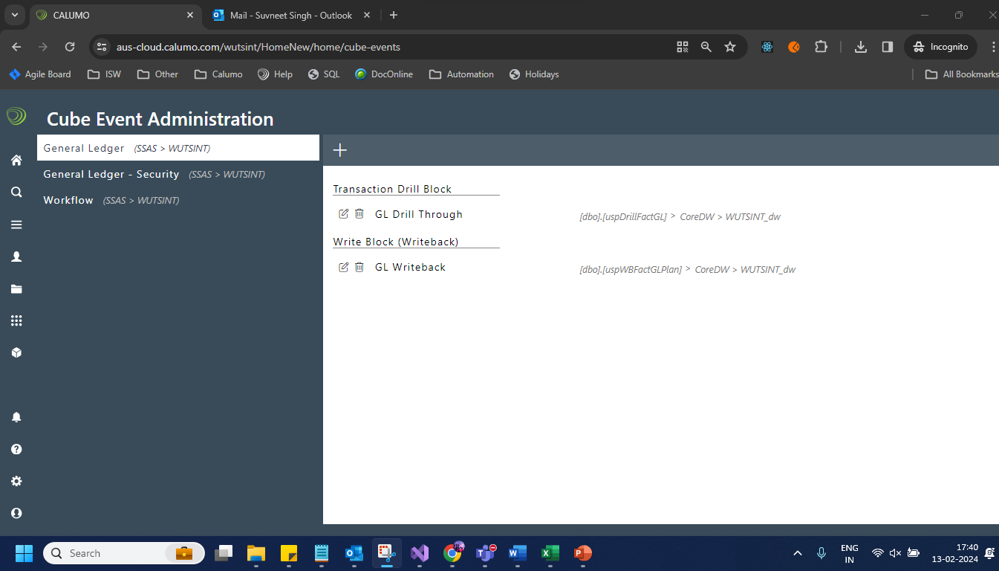 CALUMO
Mail - Suvneet Singh - Outlook
aus-cloud.calumo.com/wutsint/HomeNew/home/cube-events
Incognito
Agile Board ISW Other Calumo Help SQL DocOnline Automation Holidays All Bookmarks
Cube Event Administration
General Ledger (SSAS > WUTSINT)
General Ledger - Security (SSAS > WUTSINT)
Workflow (SSAS > WUTSINT)
Transaction Drill Block
GL Drill Through [dbo].[uspDrillFactGL] > CoreDW > WUTSINT_dw
Write Block (Writeback)
GL Writeback [dbo].[uspWBFactGLPlan] > CoreDW > WUTSINT_dw
Search
ENG
IN
17:40
13-02-2024